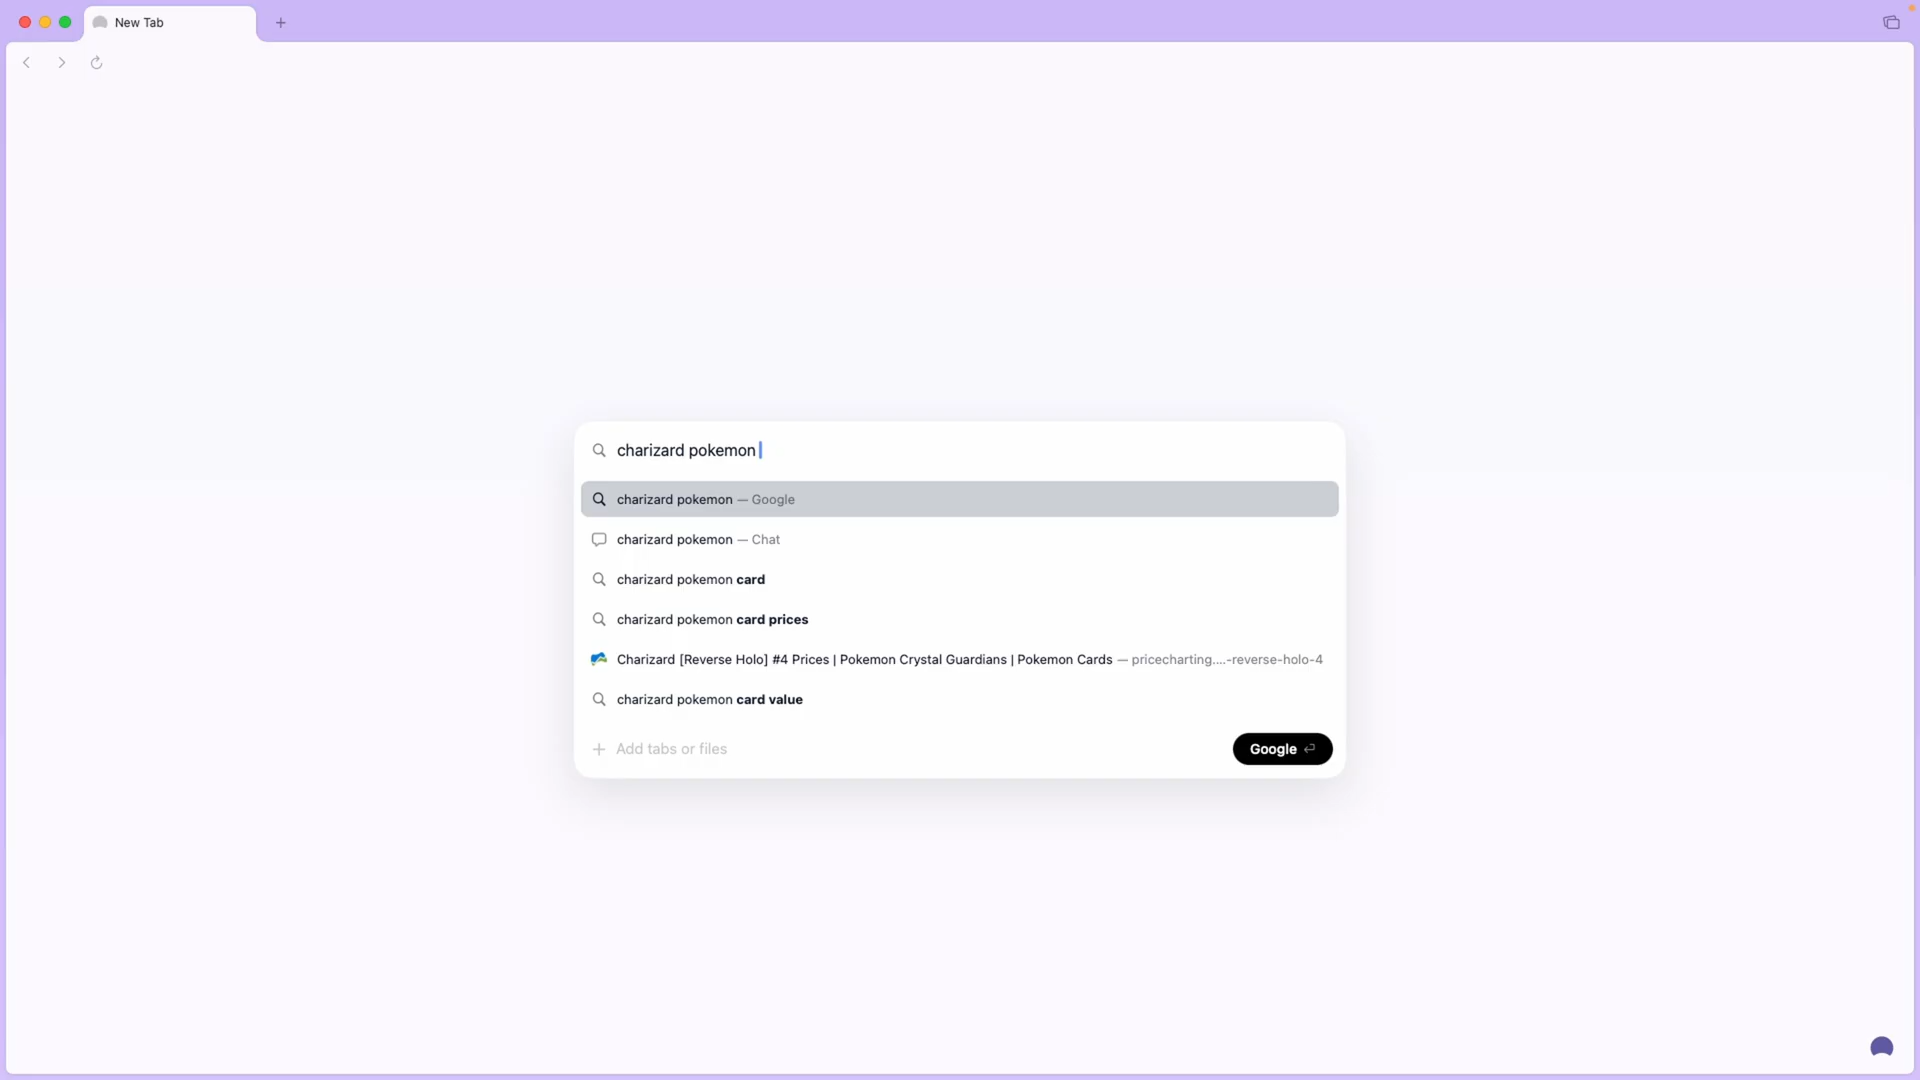 New Tab
charizard pokemon
charizard pokemon — Google
charizard pokemon — Chat
charizard pokemon card
charizard pokemon card prices
Charizard [Reverse Holo] #4 Prices | Pokemon Crystal Guardians | Pokemon Cards — pricecharting....-reverse-holo-4
charizard pokemon card value
Add tabs or files
Google